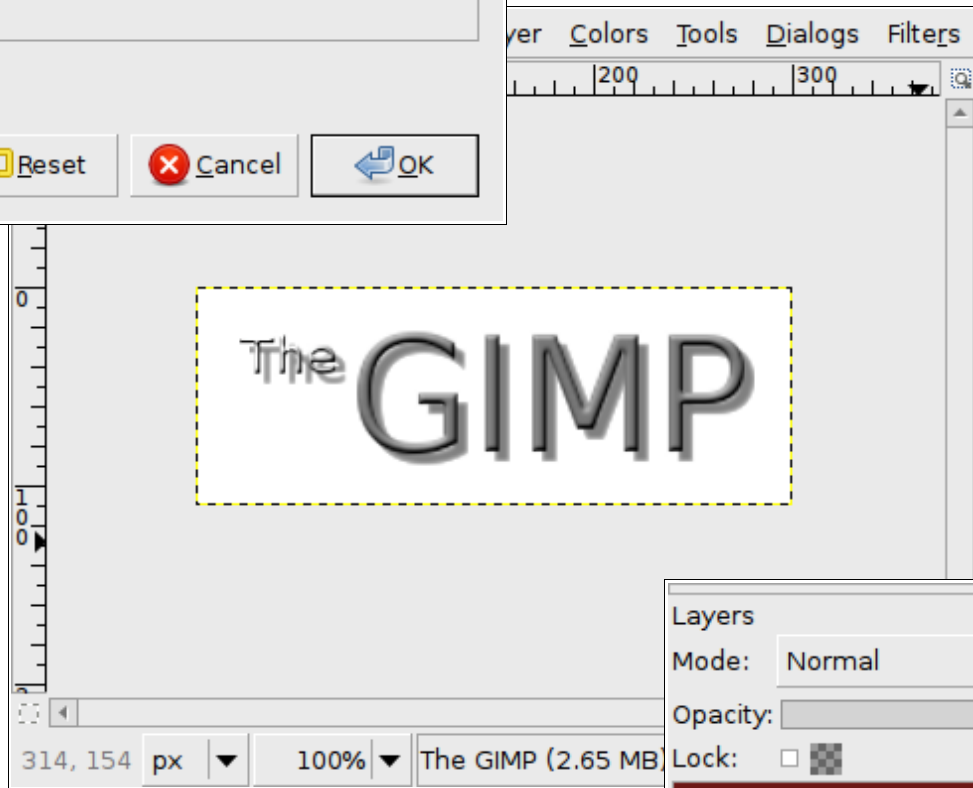 yer Colors Tools Dialogs Filters
200 300
Reset Cancel OK
0
The GIMP
100
Layers
Mode: Normal
Opacity:
Lock:
314, 154 px 100% The GIMP (2.65 MB)